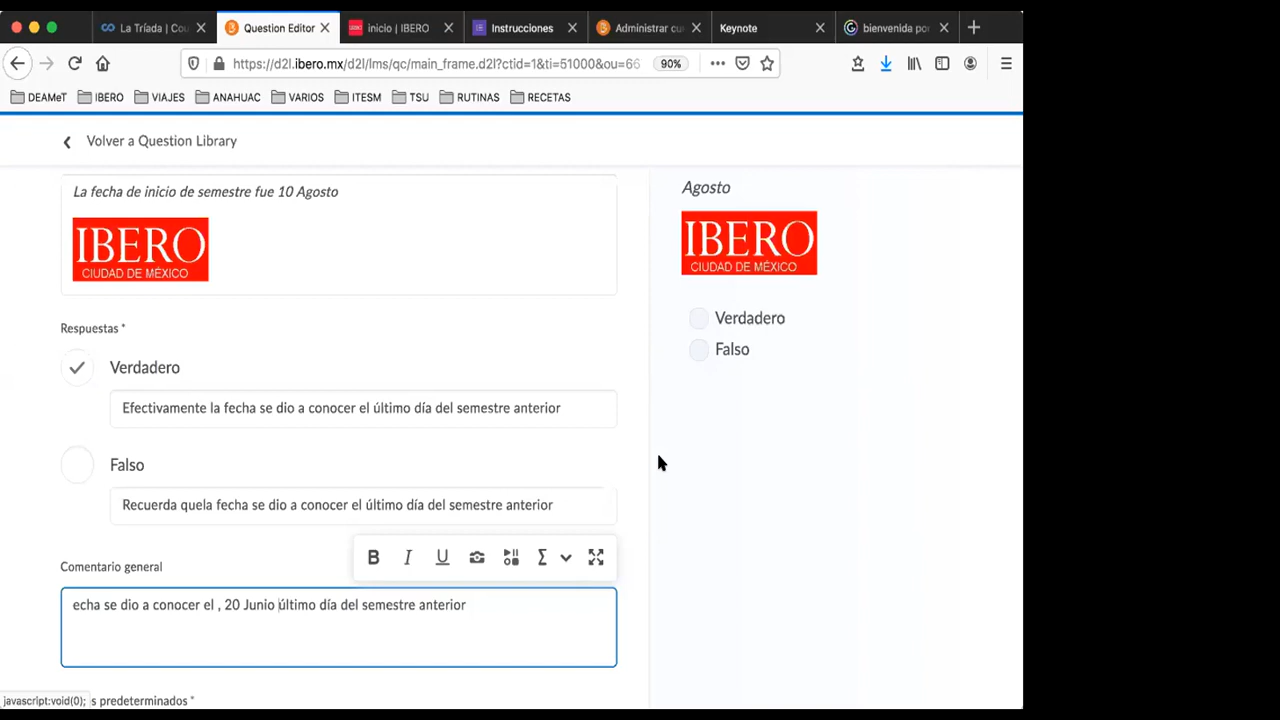 La Tríada | Cou
Question Editor
inicio | IBERO
Instrucciones
Administrar cu
Keynote
bienvenida po
https://d2l.ibero.mx/d2l/lms/qc/main_frame.d2l?ctid=1&ti=51000&ou=66
90%
DEAMeT
IBERO
VIAJES
ANAHUAC
VARIOS
ITESM
TSU
RUTINAS
RECETAS
Volver a Question Library
La fecha de inicio de semestre fue 10 Agosto
IBERO
CIUDAD DE MÉXICO
Respuestas *
Verdadero
Efectivamente la fecha se dio a conocer el último día del semestre anterior
Falso
Recuerda quela fecha se dio a conocer el último día del semestre anterior
Comentario general
B I U Σ
echa se dio a conocer el , 20 Junio último día del semestre anterior
javascript:void(0);
s predeterminados *
Agosto
IBERO
CIUDAD DE MÉXICO
Verdadero
Falso